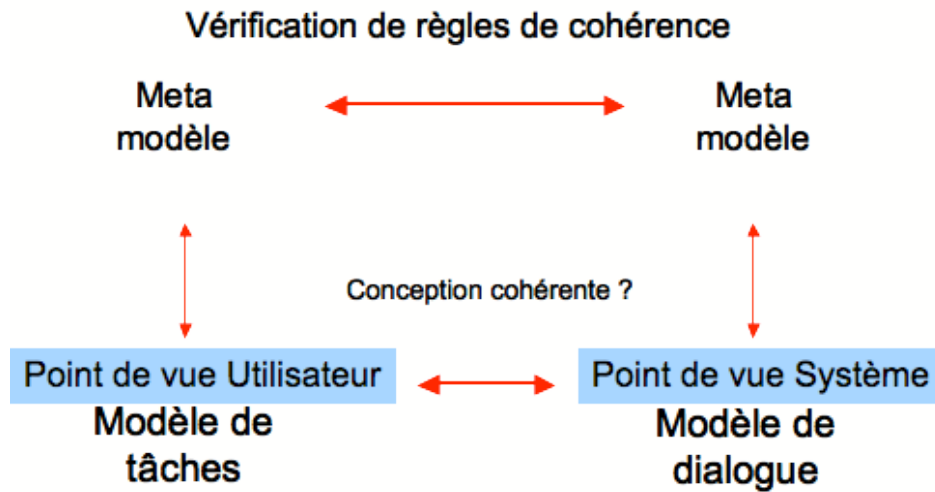 Vérification de règles de cohérence
Meta
modèle
Meta
modèle
Conception cohérente ?
Point de vue Utilisateur
Modèle de
tâches
Point de vue Système
Modèle de
dialogue